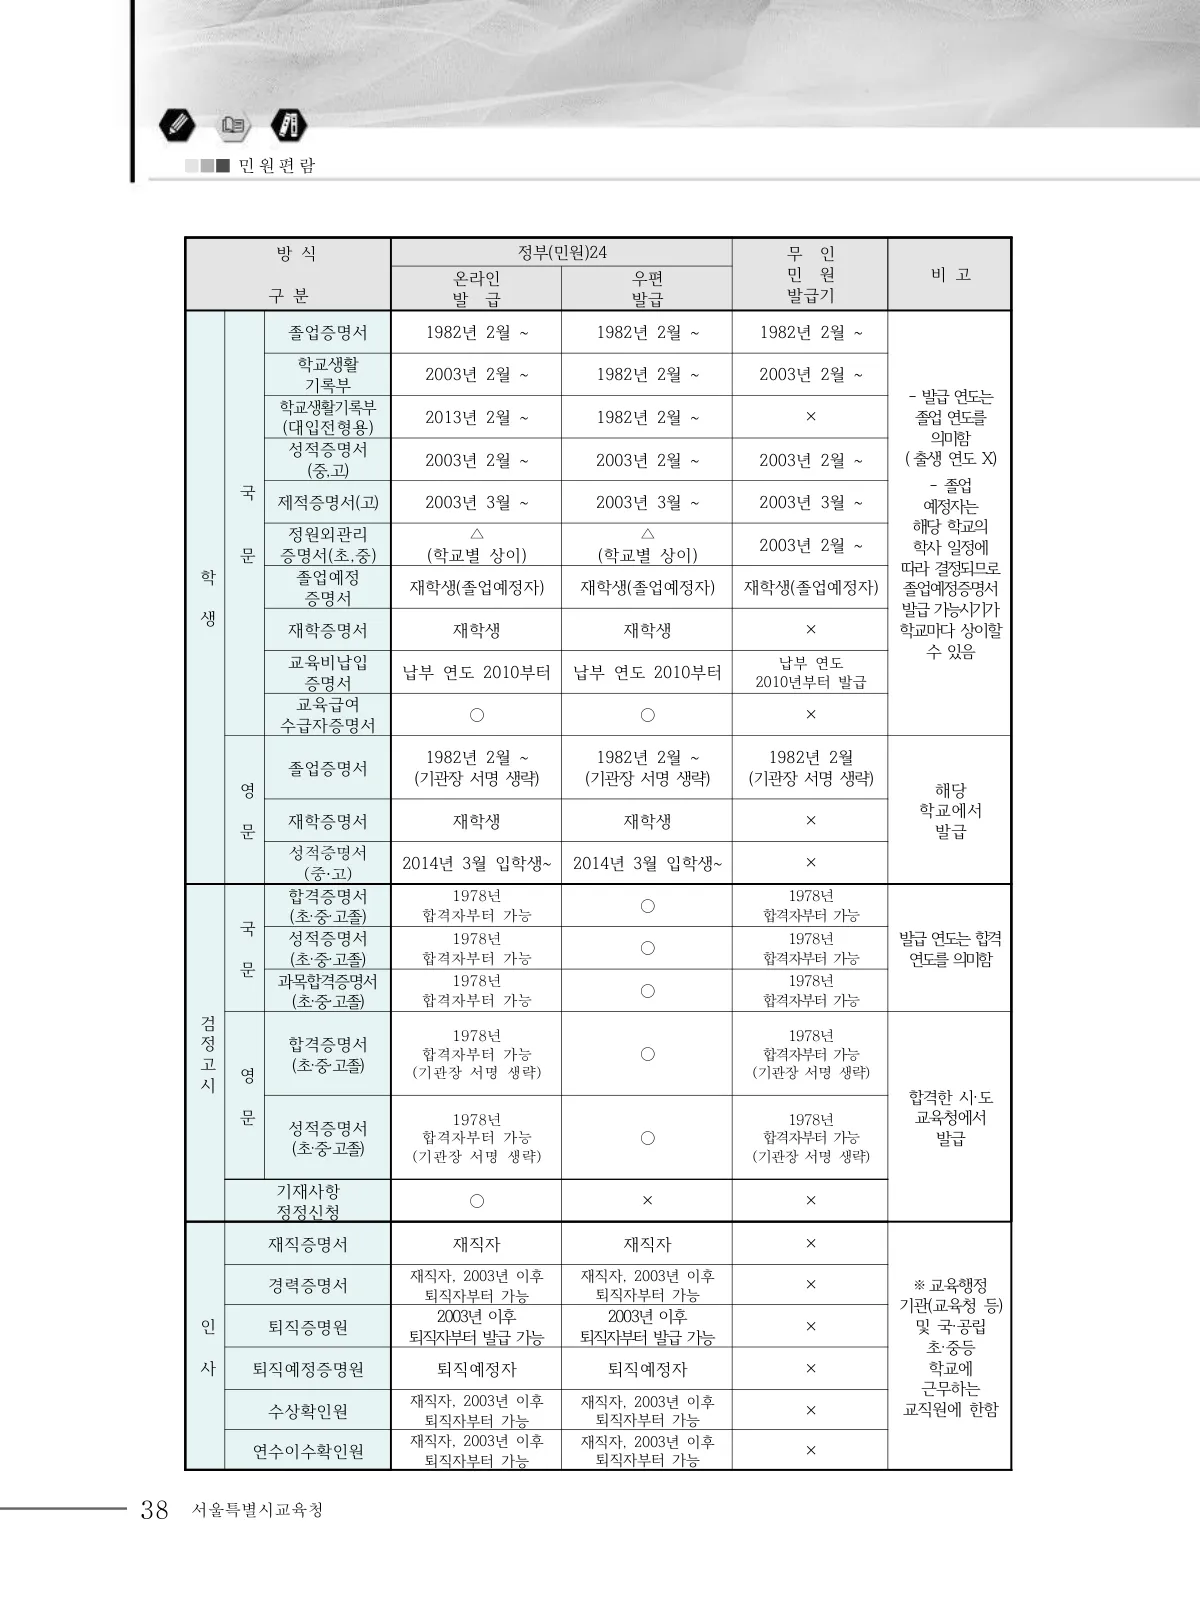 민원편람
방 식
구 분
정부(민원)24
온라인
발 급
우편
발급
무 인
민 원
발급기
비 고
학
생
국
문
졸업증명서
1982년 2월 ~
1982년 2월 ~
1982년 2월 ~
학교생활
기록부
2003년 2월 ~
1982년 2월 ~
2003년 2월 ~
학교생활기록부
(대입전형용)
2013년 2월 ~
1982년 2월 ~
×
성적증명서
(중,고)
2003년 2월 ~
2003년 2월 ~
2003년 2월 ~
제적증명서(고)
2003년 3월 ~
2003년 3월 ~
2003년 3월 ~
정원외관리
증명서(초,중)
△
(학교별 상이)
△
(학교별 상이)
2003년 2월 ~
졸업예정
증명서
재학생(졸업예정자)
재학생(졸업예정자)
재학생(졸업예정자)
재학증명서
재학생
재학생
×
교육비납입
증명서
납부 연도 2010부터
납부 연도 2010부터
납부 연도
2010년부터 발급
교육급여
수급자증명서
○
○
×
- 발급 연도는
졸업 연도를
의미함
( 출생 연도 X)
- 졸업
예정자는
해당 학교의
학사 일정에
따라 결정되므로
졸업예정증명서
발급 가능시기가
학교마다 상이할
수 있음
영
문
졸업증명서
1982년 2월 ~
(기관장 서명 생략)
1982년 2월 ~
(기관장 서명 생략)
1982년 2월
(기관장 서명 생략)
재학증명서
재학생
재학생
×
성적증명서
(중·고)
2014년 3월 입학생~
2014년 3월 입학생~
×
해당
학교에서
발급
검
정
고
시
국
문
합격증명서
(초·중·고졸)
1978년
합격자부터 가능
○
1978년
합격자부터 가능
성적증명서
(초·중·고졸)
1978년
합격자부터 가능
○
1978년
합격자부터 가능
과목합격증명서
(초·중·고졸)
1978년
합격자부터 가능
○
1978년
합격자부터 가능
발급 연도는 합격
연도를 의미함
영
문
합격증명서
(초·중·고졸)
1978년
합격자부터 가능
(기관장 서명 생략)
○
1978년
합격자부터 가능
(기관장 서명 생략)
성적증명서
(초·중·고졸)
1978년
합격자부터 가능
(기관장 서명 생략)
○
1978년
합격자부터 가능
(기관장 서명 생략)
기재사항
정정신청
○
×
×
합격한 시·도
교육청에서
발급
인
사
재직증명서
재직자
재직자
×
경력증명서
재직자, 2003년 이후
퇴직자부터 가능
재직자, 2003년 이후
퇴직자부터 가능
×
퇴직증명원
2003년 이후
퇴직자부터 발급 가능
2003년 이후
퇴직자부터 발급 가능
×
퇴직예정증명원
퇴직예정자
퇴직예정자
×
수상확인원
재직자, 2003년 이후
퇴직자부터 가능
재직자, 2003년 이후
퇴직자부터 가능
×
연수이수확인원
재직자, 2003년 이후
퇴직자부터 가능
재직자, 2003년 이후
퇴직자부터 가능
×
※ 교육행정
기관(교육청 등)
및 국·공립
초·중등
학교에
근무하는
교직원에 한함
38 서울특별시교육청